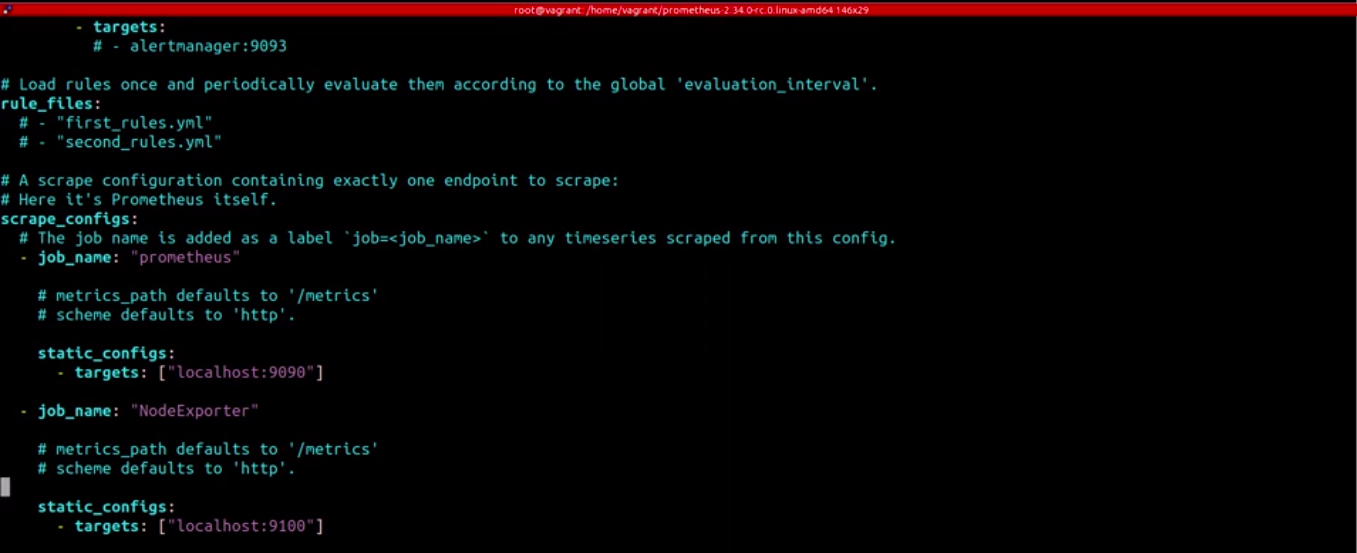 root@vagrant: /home/vagrant/prometheus-2.34.0-rc.0.linux-amd64 146x29
- targets:
# - alertmanager:9093
# Load rules once and periodically evaluate them according to the global 'evaluation_interval'.
rule_files:
# - "first_rules.yml"
# - "second_rules.yml"
# A scrape configuration containing exactly one endpoint to scrape:
# Here it's Prometheus itself.
scrape_configs:
# The job name is added as a label `job=<job_name>` to any timeseries scraped from this config.
- job_name: "prometheus"
# metrics_path defaults to '/metrics'
# scheme defaults to 'http'.
static_configs:
- targets: ["localhost:9090"]
- job_name: "NodeExporter"
# metrics_path defaults to '/metrics'
# scheme defaults to 'http'.
static_configs:
- targets: ["localhost:9100"]